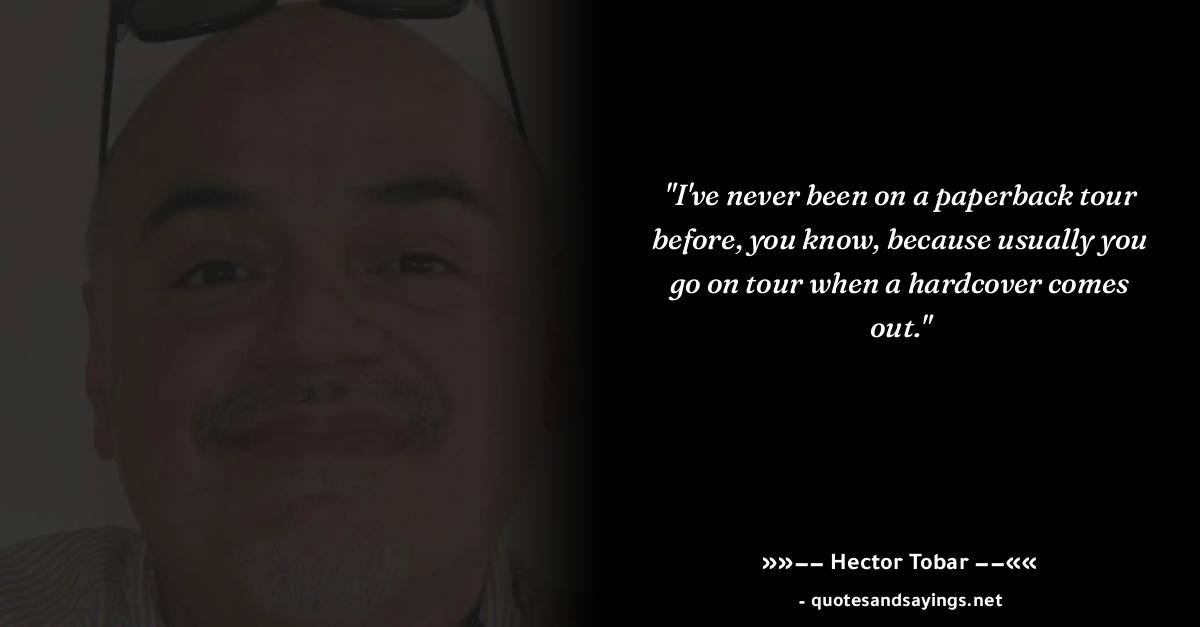 "I've never been on a paperback tour
before, you know, because usually you
go on tour when a hardcover comes
out."
»»−− Hector Tobar −−««
- quotesandsayings.net